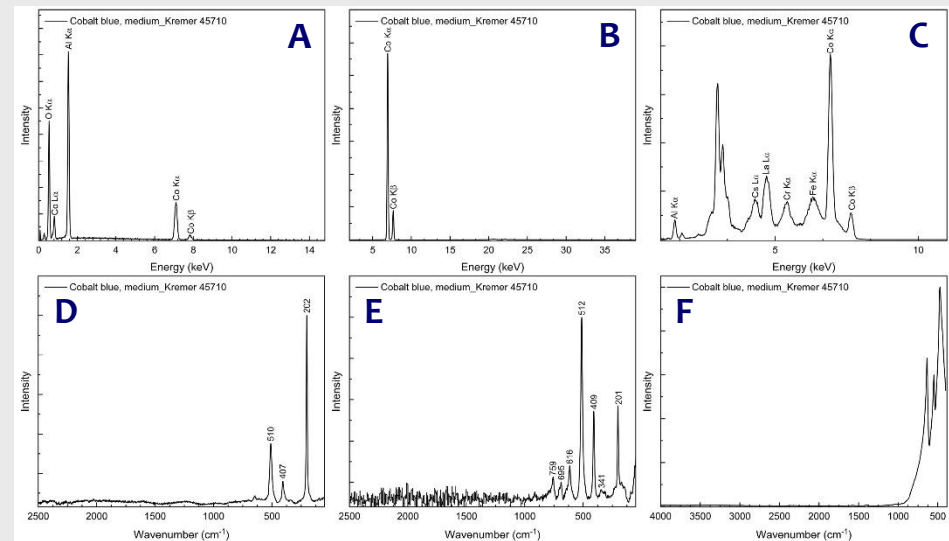 Cobalt blue, medium_Kremer 45710
A
Al Kα
O Kα
Co Lα
Co Kα
Co Kβ
Intensity
0 2 4 6 8 10 12 14
Energy (keV)
Cobalt blue, medium_Kremer 45710
B
Co Kα
Co Kβ
Intensity
5 10 15 20 25 30 35
Energy (keV)
Cobalt blue, medium_Kremer 45710
C
Co Kα
Al Kα
Cs Lα
La Lα
Cr Kα
Fe Kα
Co Kβ
Intensity
5 10
Energy (keV)
Cobalt blue, medium_Kremer 45710
D
202
510
407
Intensity
2500 2000 1500 1000 500
Wavenumber (cm⁻¹)
Cobalt blue, medium_Kremer 45710
E
512
409
201
759
695
616
341
Intensity
2500 2000 1500 1000 500
Wavenumber (cm⁻¹)
Cobalt blue, medium_Kremer 45710
F
Intensity
4000 3500 3000 2500 2000 1500 1000 500
Wavenumber (cm⁻¹)